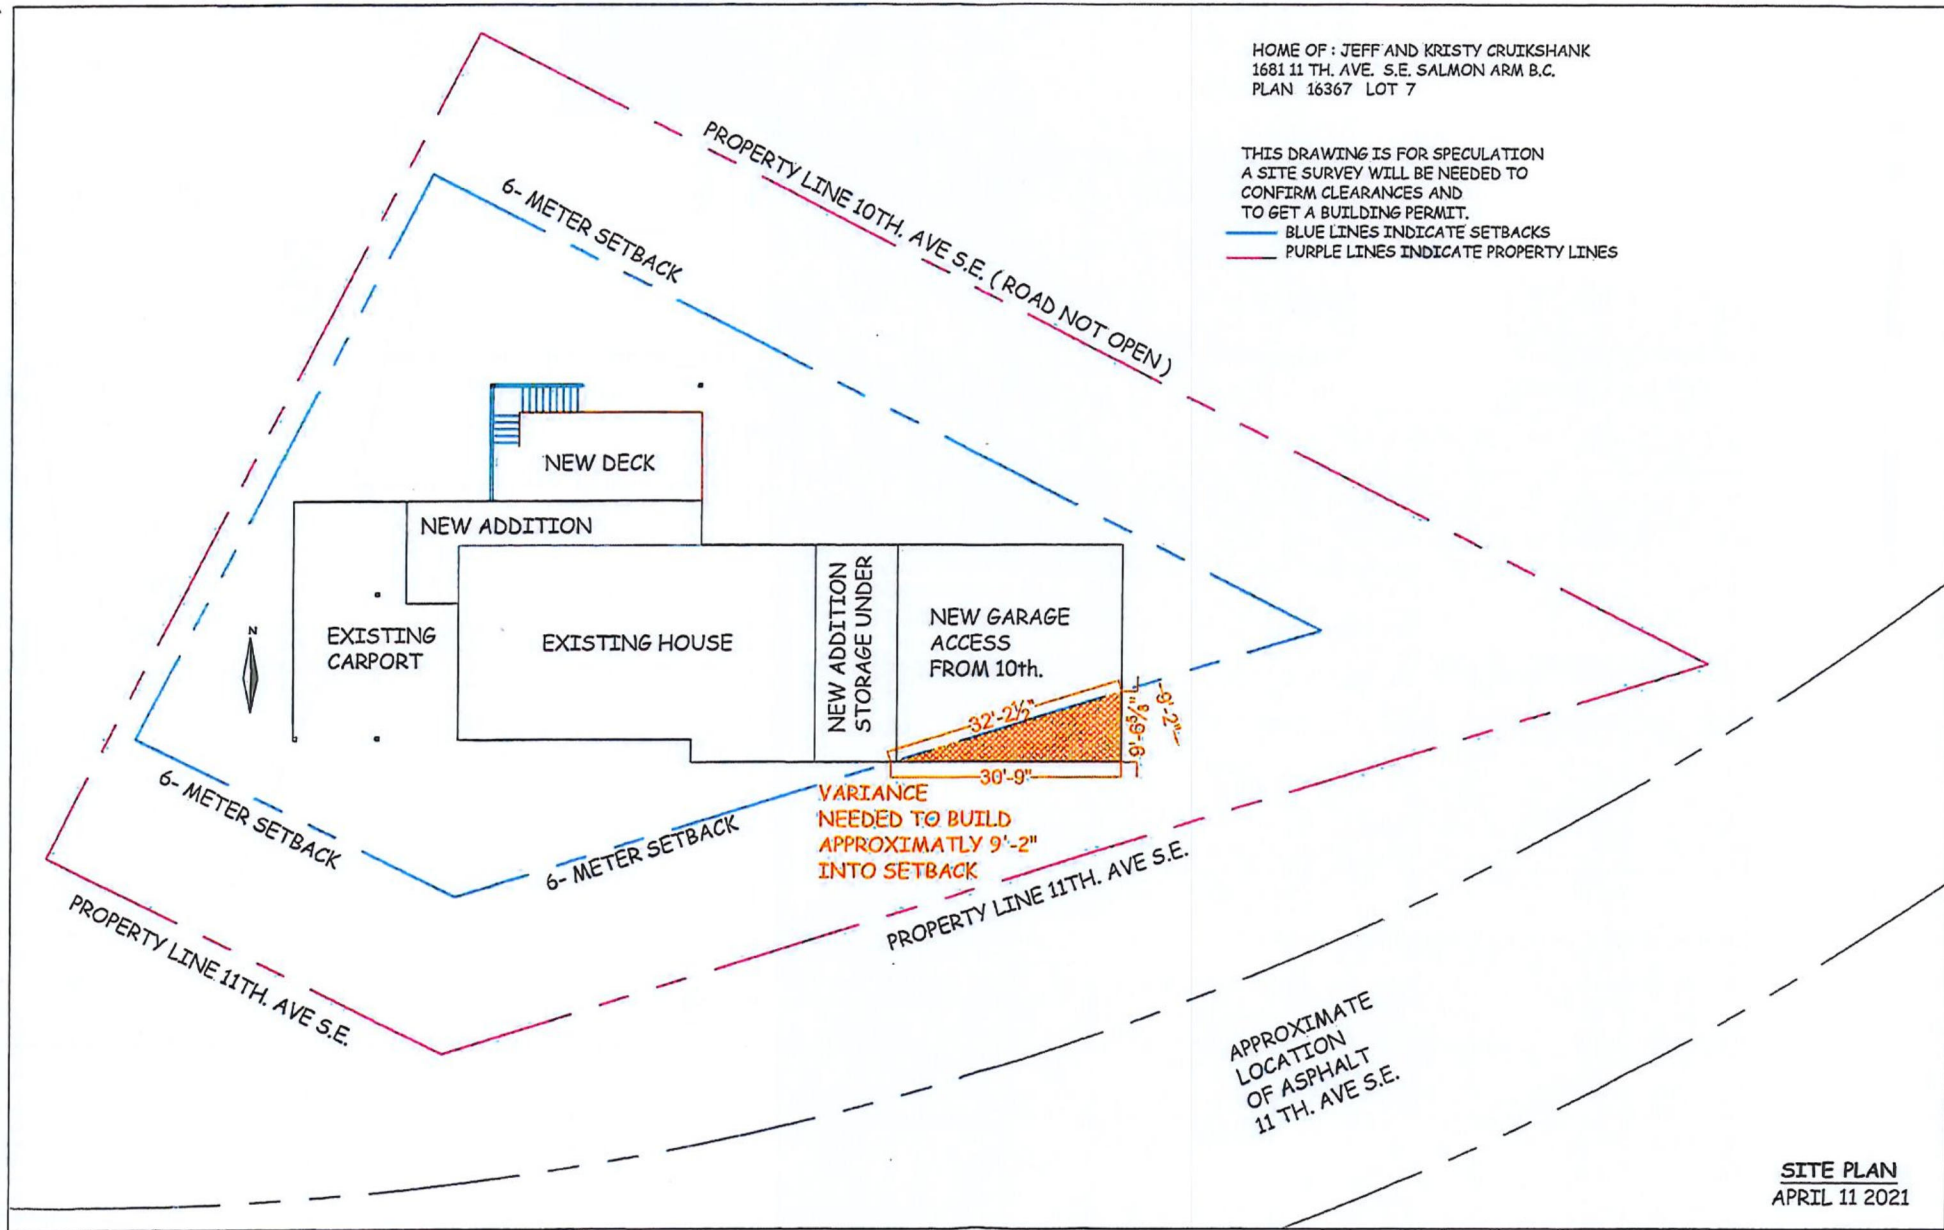 HOME OF : JEFF AND KRISTY CRUIKSHANK
1681 11 TH. AVE. S.E. SALMON ARM B.C.
PLAN 16367 LOT 7
THIS DRAWING IS FOR SPECULATION
A SITE SURVEY WILL BE NEEDED TO
CONFIRM CLEARANCES AND
TO GET A BUILDING PERMIT.
BLUE LINES INDICATE SETBACKS
PURPLE LINES INDICATE PROPERTY LINES
PROPERTY LINE 10TH. AVE S.E. ( ROAD NOT OPEN )
6- METER SETBACK
NEW DECK
NEW ADDITION
EXISTING
CARPORT
EXISTING HOUSE
NEW ADDITION
STORAGE UNDER
NEW GARAGE
ACCESS
FROM 10th.
N
32'-2½"
9'-6⅝"
9'-2"
30'-9"
VARIANCE
NEEDED TO BUILD
APPROXIMATLY 9'-2"
INTO SETBACK
6- METER SETBACK
6- METER SETBACK
PROPERTY LINE 11TH. AVE S.E.
PROPERTY LINE 11TH. AVE S.E.
APPROXIMATE
LOCATION
OF ASPHALT
11 TH. AVE S.E.
SITE PLAN
APRIL 11 2021